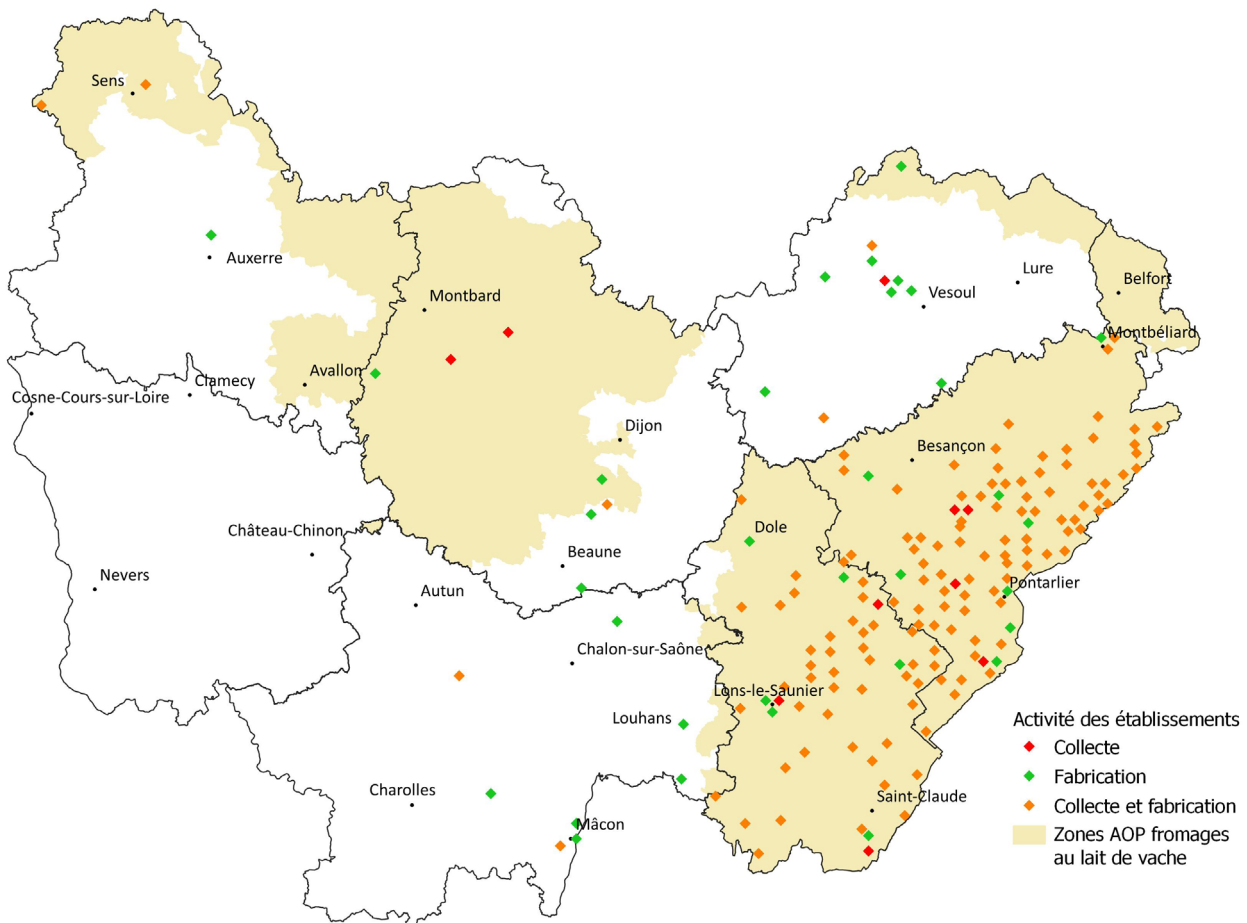 Sens
Auxerre
Montbard
Lure
Belfort
Vesoul
Montbéliard
Avallon
Clamecy
Cosne-Cours-sur-Loire
Dijon
Besançon
Château-Chinon
Dole
Beaune
Nevers
Autun
Pontarlier
Chalon-sur-Saône
Lons-le-Saunier
Louhans
Charolles
Saint-Claude
Mâcon
Activité des établissements
Collecte
Fabrication
Collecte et fabrication
Zones AOP fromages
au lait de vache